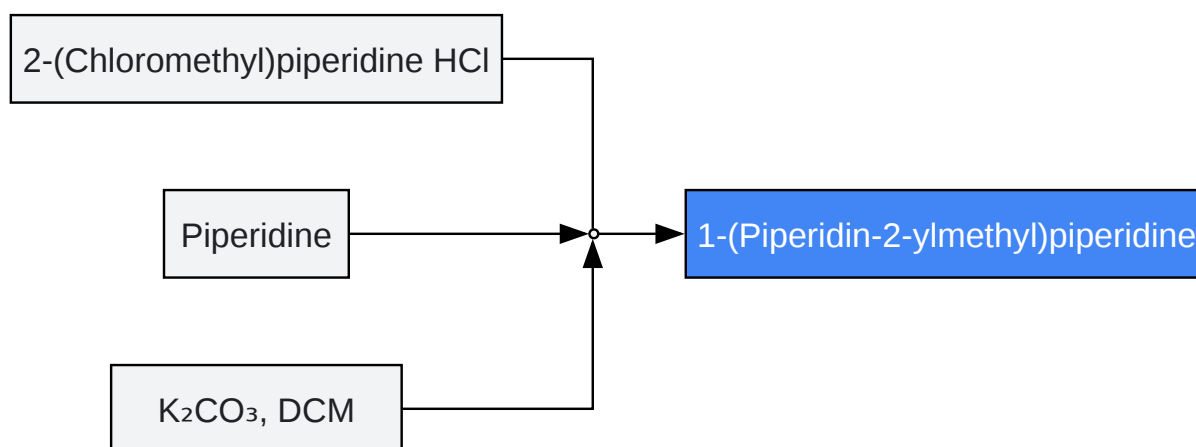 2-(Chloromethyl)piperidine HCl
Piperidine
1-(Piperidin-2-ylmethyl)piperidine
K₂CO₃, DCM